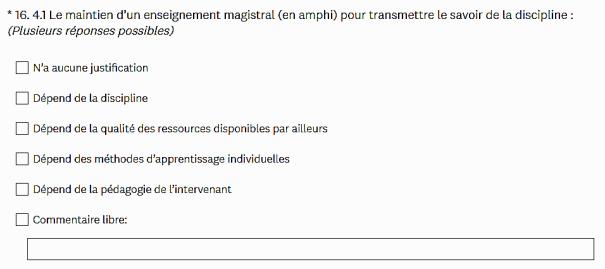 * 16. 4.1 Le maintien d'un enseignement magistral (en amphi) pour transmettre le savoir de la discipline :
(Plusieurs réponses possibles)
N'a aucune justification
Dépend de la discipline
Dépend de la qualité des ressources disponibles par ailleurs
Dépend des méthodes d'apprentissage individuelles
Dépend de la pédagogie de l'intervenant
Commentaire libre: